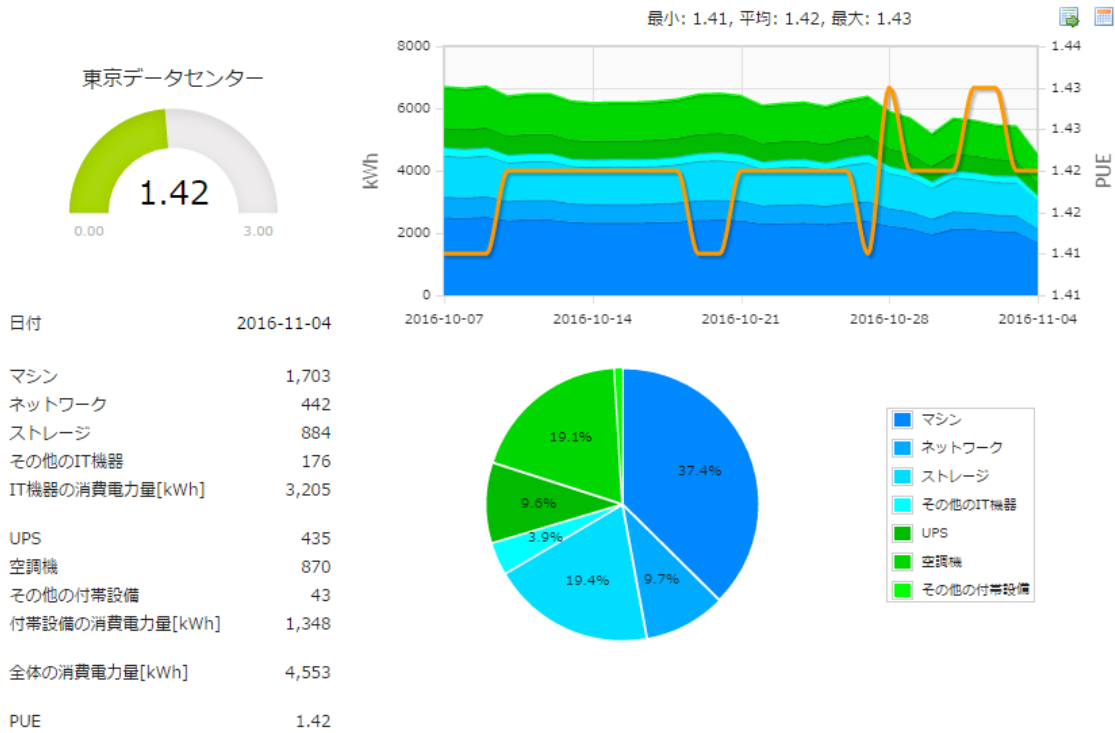 東京データセンター
1.42
0.00 3.00
最小: 1.41, 平均: 1.42, 最大: 1.43
kWh
8000
6000
4000
2000
0
1.44
1.43
1.43
1.42
1.42
1.41
1.41
PUE
2016-10-07 2016-10-14 2016-10-21 2016-10-28 2016-11-04
日付 2016-11-04
マシン 1,703
ネットワーク 442
ストレージ 884
その他のIT機器 176
IT機器の消費電力量[kWh] 3,205
UPS 435
空調機 870
その他の付帯設備 43
付帯設備の消費電力量[kWh] 1,348
全体の消費電力量[kWh] 4,553
PUE 1.42
19.1%
37.4%
9.6%
3.9%
19.4%
9.7%
マシン
ネットワーク
ストレージ
その他のIT機器
UPS
空調機
その他の付帯設備